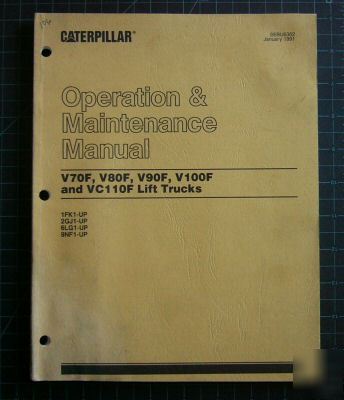 CATERPILLAR®
January 1991
Operation &
Maintenance
Manual
V70F, V80F, V90F, V100F
and VC110F Lift Trucks
1FK1-UP
2GJ1-UP
6LG1-UP
9NF1-UP